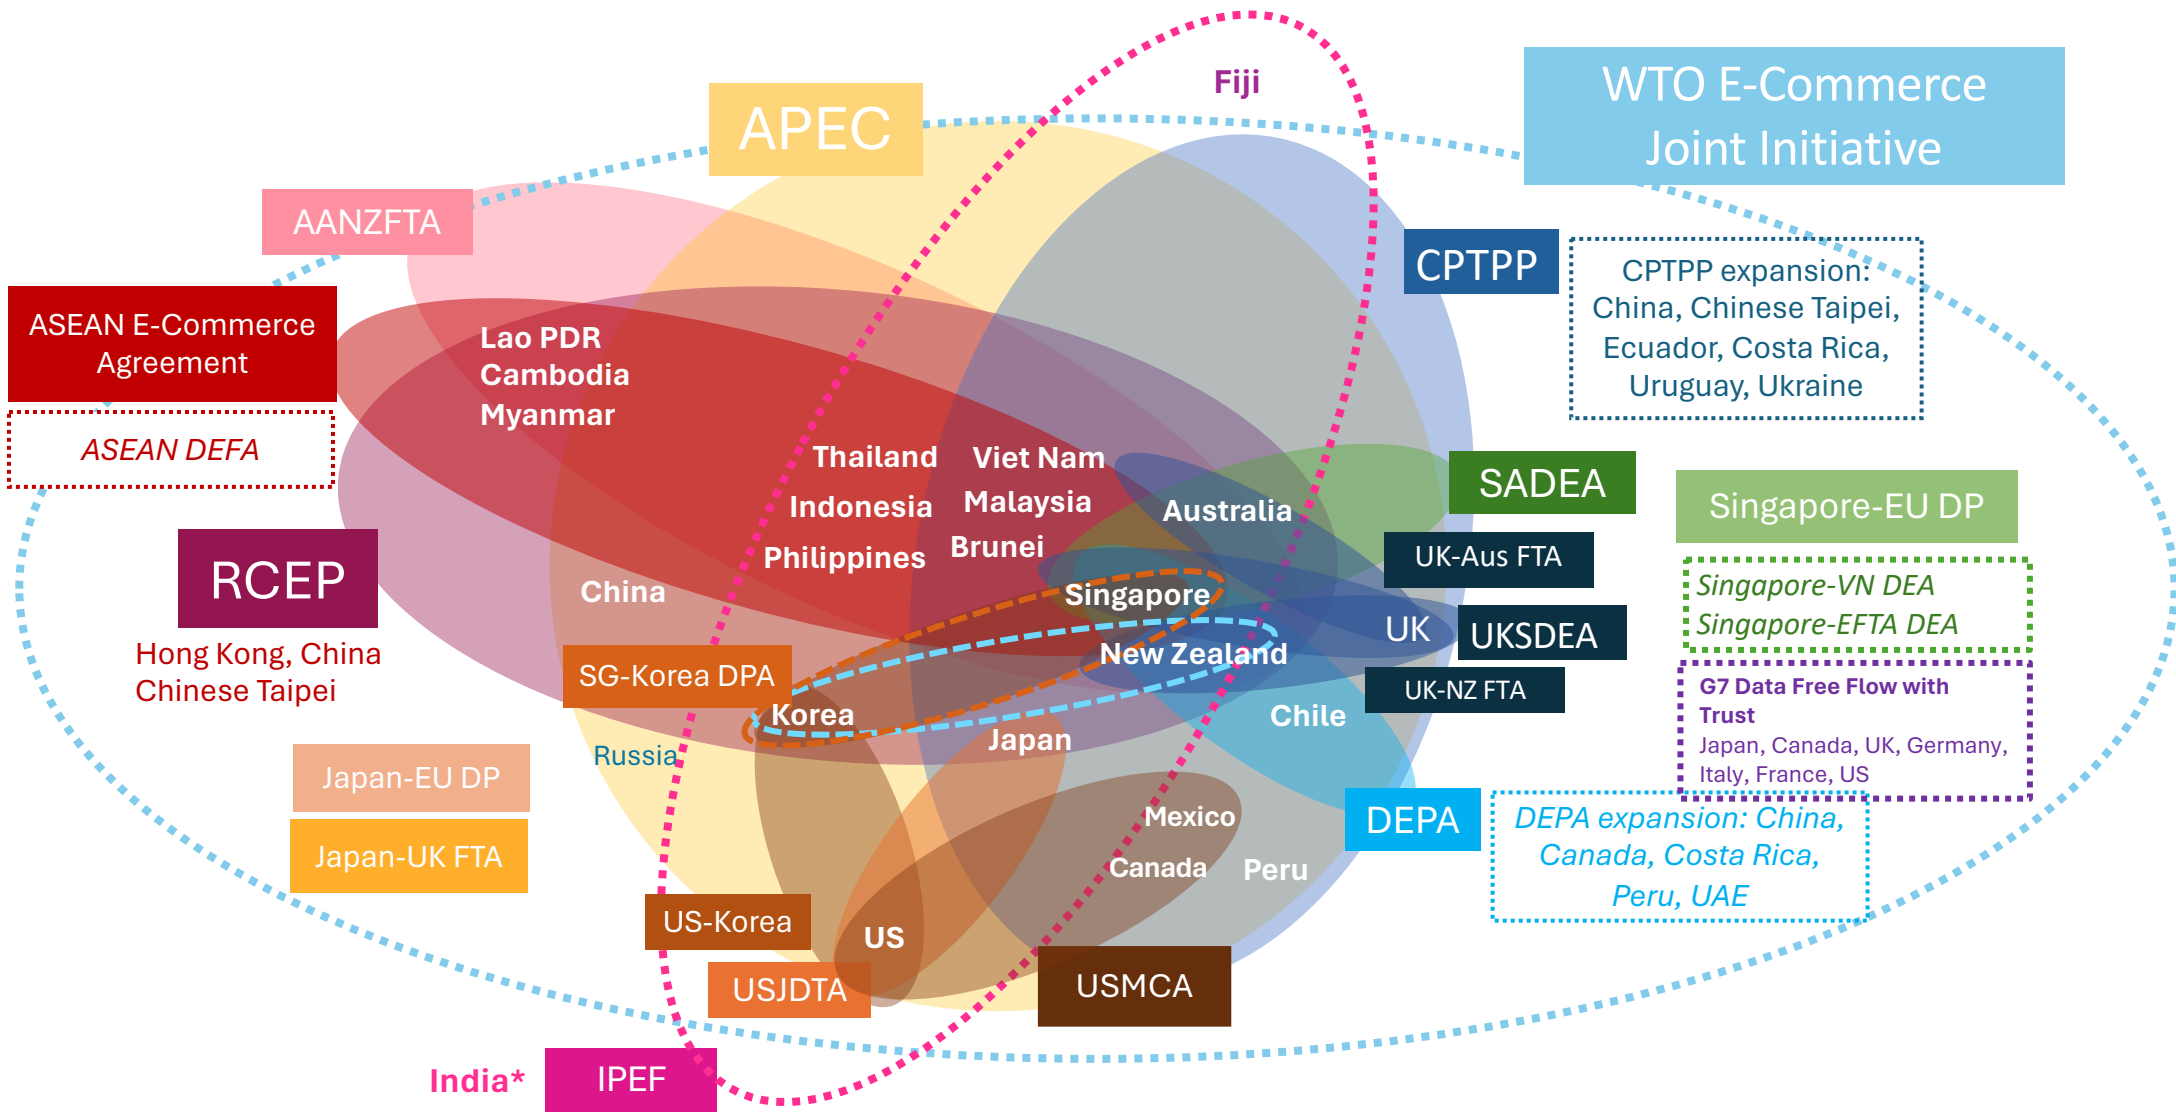 Fiji
WTO E-Commerce
Joint Initiative
APEC
AANZFTA
CPTPP
CPTPP expansion:
China, Chinese Taipei,
Ecuador, Costa Rica,
Uruguay, Ukraine
ASEAN E-Commerce
Agreement
ASEAN DEFA
Lao PDR
Cambodia
Myanmar
Thailand
Viet Nam
Indonesia
Malaysia
Philippines
Brunei
Australia
SADEA
Singapore-EU DP
UK-Aus FTA
Singapore-VN DEA
Singapore-EFTA DEA
RCEP
China
Singapore
UK
UKSDEA
Hong Kong, China
Chinese Taipei
SG-Korea DPA
New Zealand
UK-NZ FTA
G7 Data Free Flow with
Trust
Japan, Canada, UK, Germany,
Italy, France, US
Korea
Chile
Japan
Russia
Japan-EU DP
Japan-UK FTA
Mexico
Canada
Peru
DEPA
DEPA expansion: China,
Canada, Costa Rica,
Peru, UAE
US-Korea
US
USJDTA
USMCA
India*
IPEF